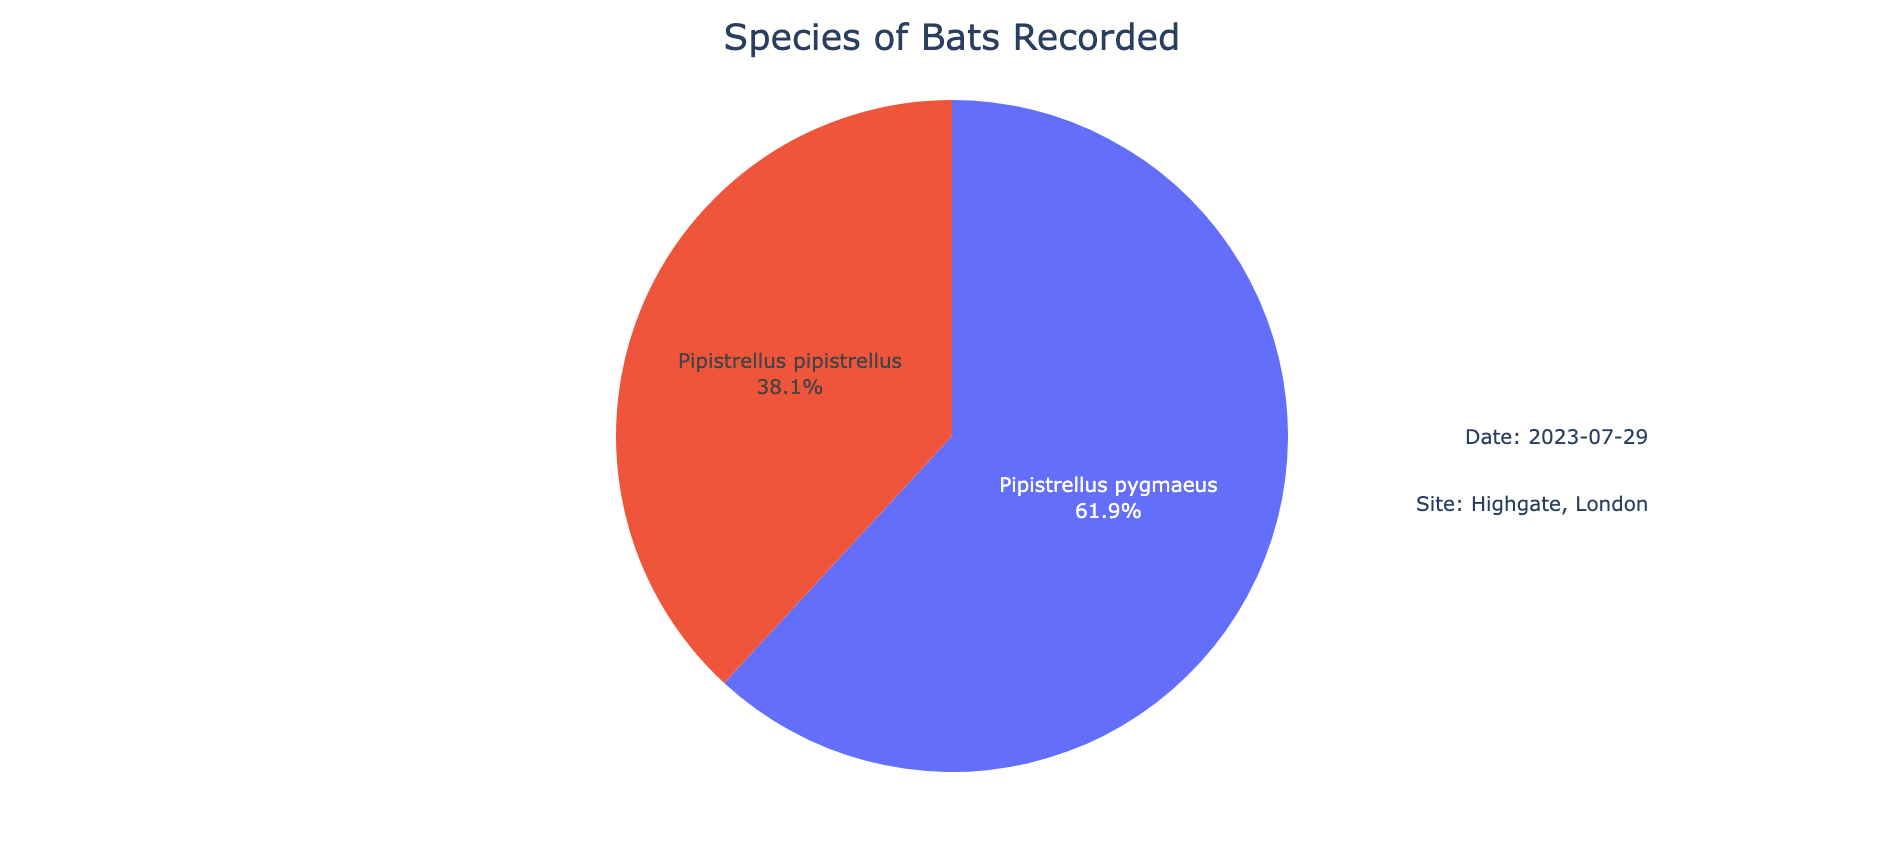 Species of Bats Recorded
Pipistrellus pipistrellus
38.1%
Pipistrellus pygmaeus
61.9%
Date: 2023-07-29
Site: Highgate, London